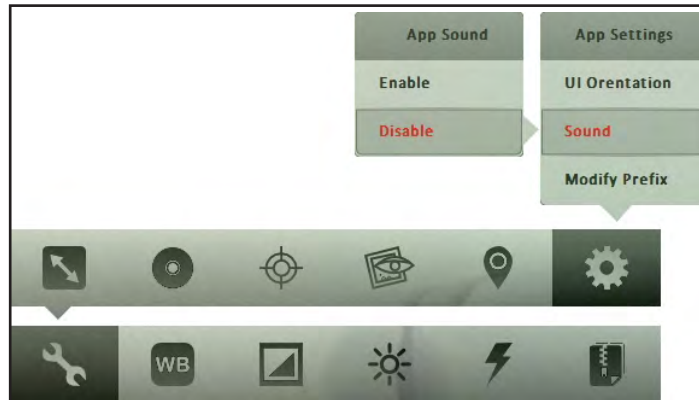 App Sound
Enable
Disable
App Settings
UI Orentation
Sound
Modify Prefix
WB